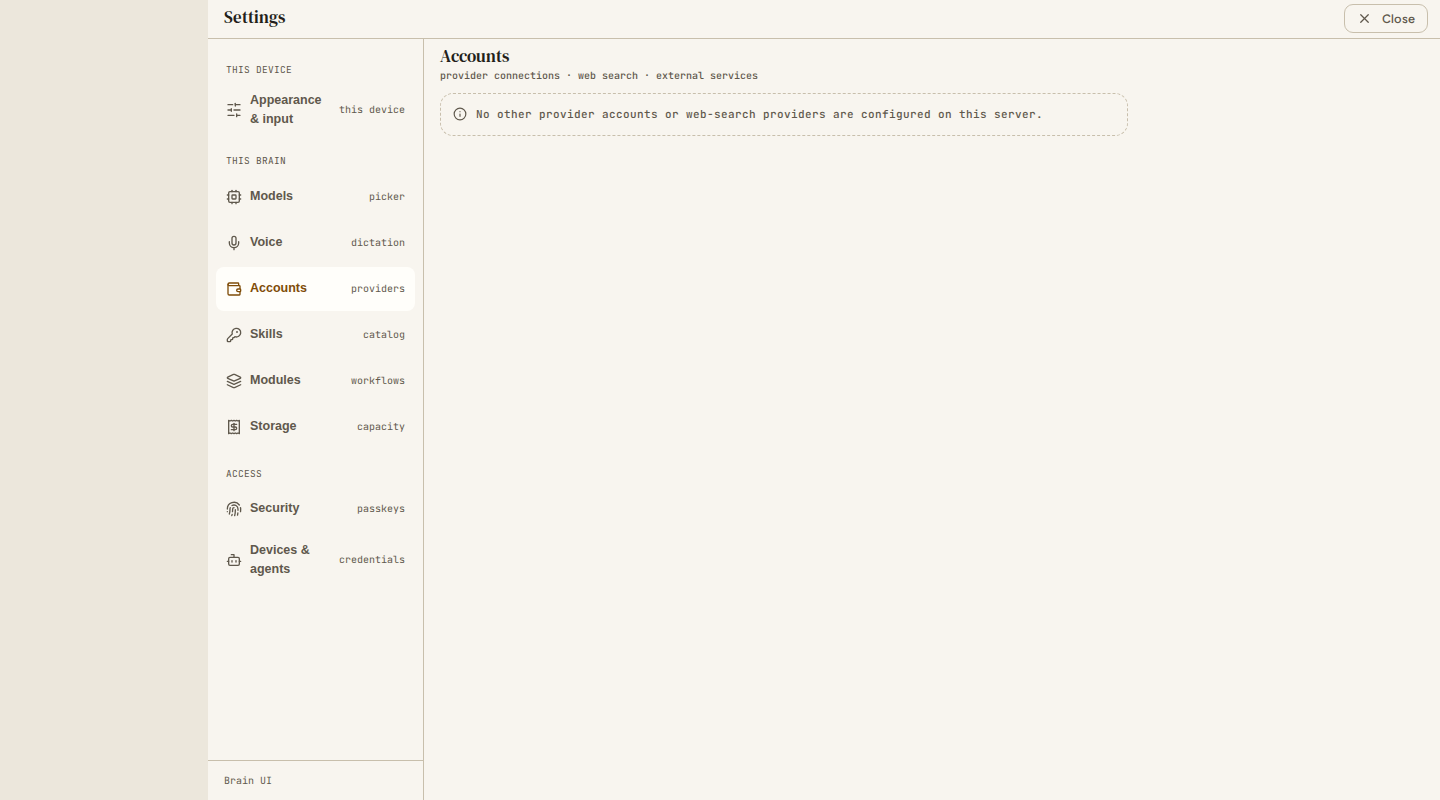 Settings
Close
THIS DEVICE
Appearance & input
this device
THIS BRAIN
Models
picker
Voice
dictation
Accounts
providers
Skills
catalog
Modules
workflows
Storage
capacity
ACCESS
Security
passkeys
Devices & agents
credentials
Brain UI
Accounts
provider connections · web search · external services
No other provider accounts or web-search providers are configured on this server.